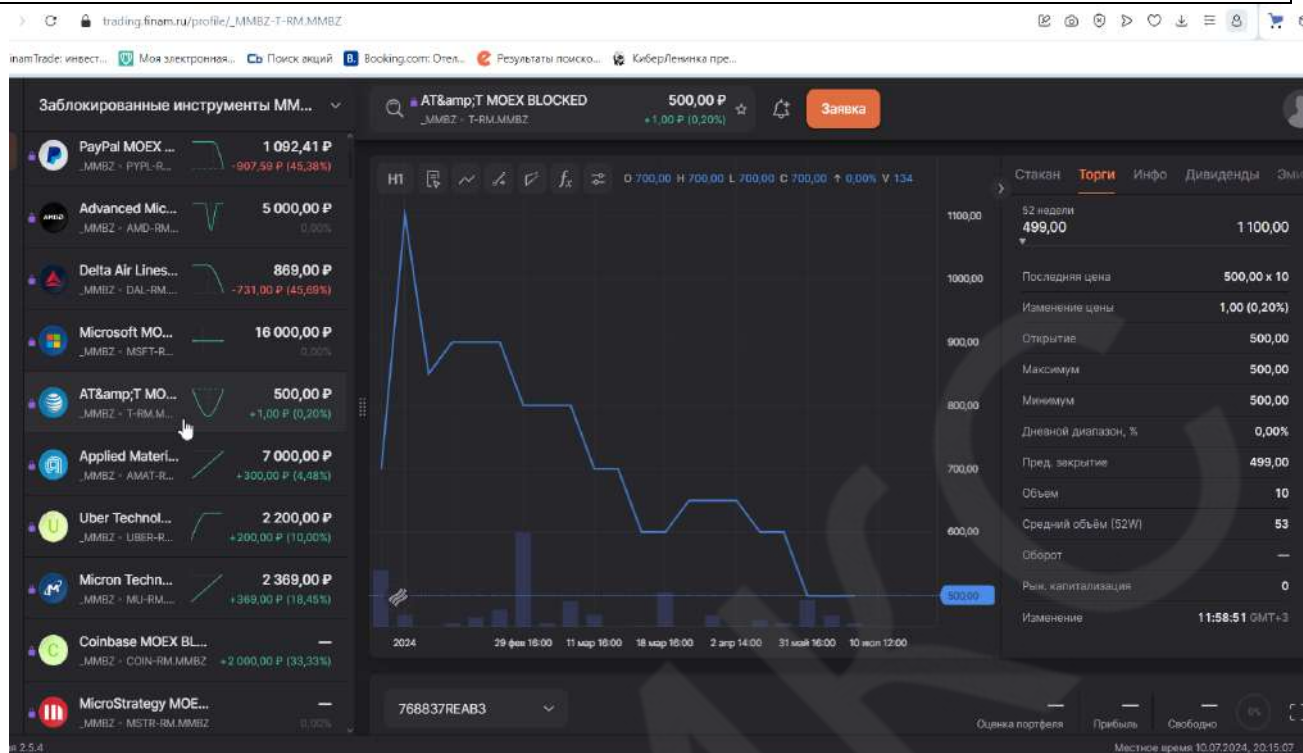 trading.finam.ru/profile/_MMBZ-T-RM.MMBZ
inamTrade: инвест... Моя электронная... Сь Поиск акций B. Booking.com: Отел... Результаты поиско... КиберЛенинка пре...
Заблокированные инструменты MM...
AT&amp;T MOEX BLOCKED
_MMBZ - T-RM.MMBZ
500,00 ₽
+1,00 ₽ (0,20%)
Заявка
PayPal MOEX ... 1 092,41 ₽
_MMBZ - PYPL-R... -907,59 ₽ (45,38%)
Advanced Mic... 5 000,00 ₽
_MMBZ - AMD-RM... 0,00%
Delta Air Lines... 869,00 ₽
_MMBZ - DAL-RM.... -731,00 ₽ (45,69%)
Microsoft MO... 16 000,00 ₽
_MMBZ - MSFT-R... 0,00%
AT&amp;T MO... 500,00 ₽
_MMBZ - T-RM.M... +1,00 ₽ (0,20%)
Applied Materi... 7 000,00 ₽
_MMBZ - AMAT-R... +300,00 ₽ (4,48%)
Uber Technol... 2 200,00 ₽
_MMBZ - UBER-R... +200,00 ₽ (10,00%)
Micron Techn... 2 369,00 ₽
_MMBZ - MU-RM.... +369,00 ₽ (18,45%)
Coinbase MOEX BL... —
_MMBZ - COIN-RM.MMBZ +2 000,00 ₽ (33,33%)
MicroStrategy MOE... —
_MMBZ - MSTR-RM.MMBZ 0,00%
H1 fx O 700,00 H 700,00 L 700,00 C 700,00 ↑ 0,00% V 134
1100,00
1000,00
900,00
800,00
700,00
600,00
500,00
2024 29 фев 16:00 11 мар 16:00 18 мар 16:00 2 апр 14:00 31 май 16:00 10 июл 12:00
Стакан Торги Инфо Дивиденды Эми
52 недели
499,00 1 100,00
Последняя цена 500,00 x 10
Изменение цены 1,00 (0,20%)
Открытие 500,00
Максимум 500,00
Минимум 500,00
Дневной диапазон, % 0,00%
Пред. закрытие 499,00
Объем 10
Средний объём (52W) 53
Оборот —
Рын. капитализация 0
Изменение 11:58:51 GMT+3
768837REAB3
Оценка портфеля Прибыль Свободно 0%
я 2.5.4
Местное время 10.07.2024, 20:15:07